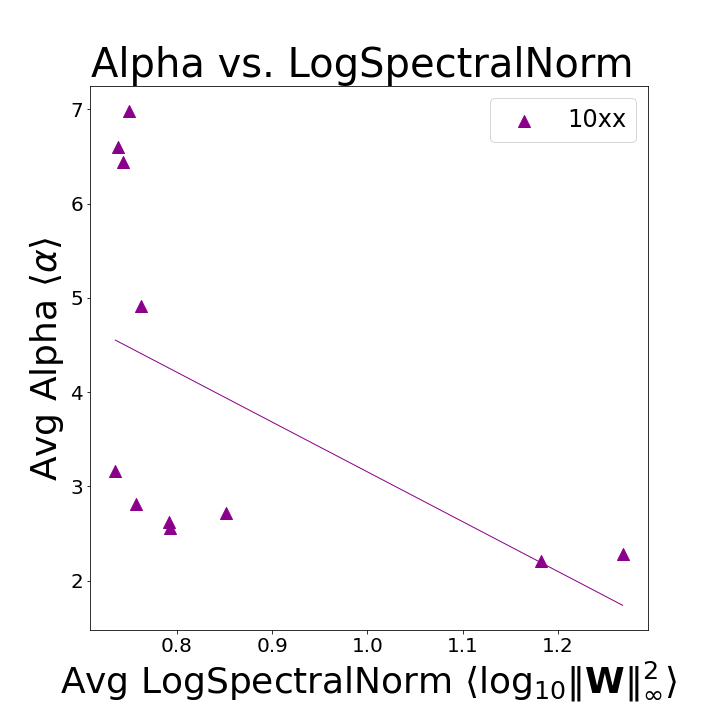 Alpha vs. LogSpectralNorm
10xx
7
6
5
4
3
2
Avg Alpha ⟨α⟩
0.8 0.9 1.0 1.1 1.2
Avg LogSpectralNorm ⟨log₁₀‖𝐖‖²∞⟩